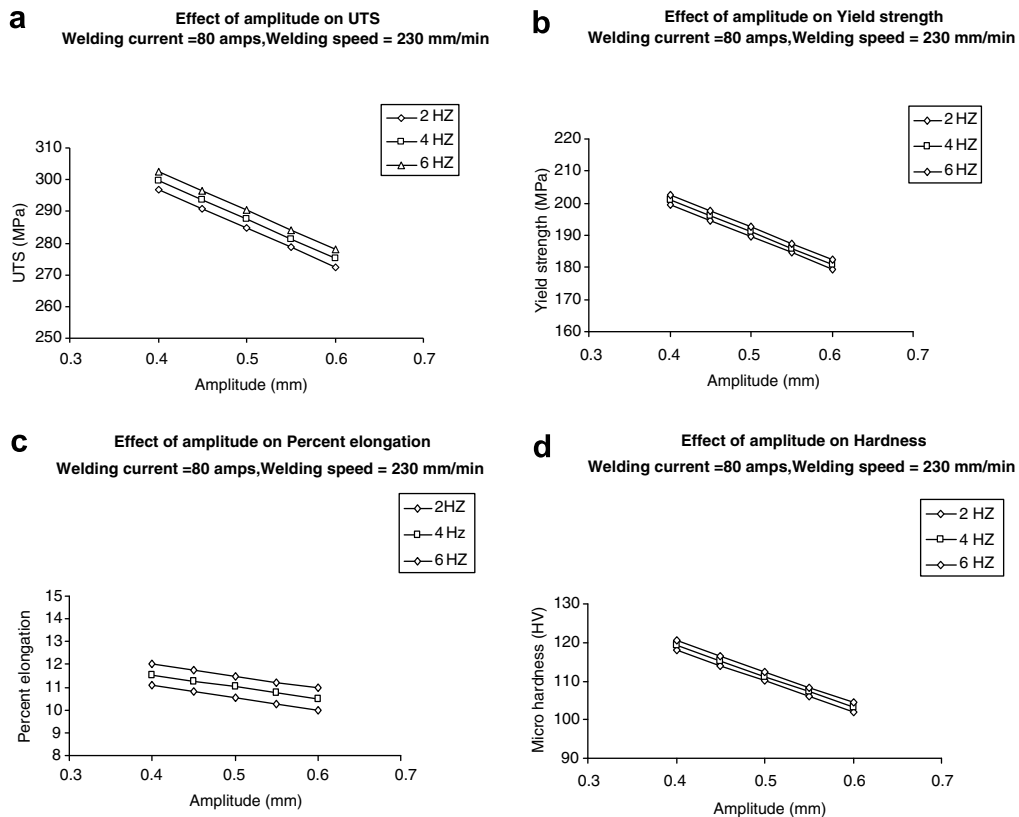 a
Effect of amplitude on UTS
Welding current =80 amps,Welding speed = 230 mm/min
2 HZ
4 HZ
6 HZ
310
300
290
280
270
260
250
UTS (MPa)
0.3 0.4 0.5 0.6 0.7
Amplitude (mm)
b
Effect of amplitude on Yield strength
Welding current =80 amps,Welding speed = 230 mm/min
2 HZ
4 HZ
6 HZ
220
210
200
190
180
170
160
Yield strength (MPa)
0.3 0.4 0.5 0.6 0.7
Amplitude (mm)
c
Effect of amplitude on Percent elongation
Welding current =80 amps,Welding speed = 230 mm/min
2HZ
4 Hz
6 HZ
15
14
13
12
11
10
9
8
Percent elongation
0.3 0.4 0.5 0.6 0.7
Amplitude (mm)
d
Effect of amplitude on Hardness
Welding current =80 amps,Welding speed = 230 mm/min
2 HZ
4 HZ
6 HZ
130
120
110
100
90
Micro hardness (HV)
0.3 0.4 0.5 0.6 0.7
Amplitude (mm)